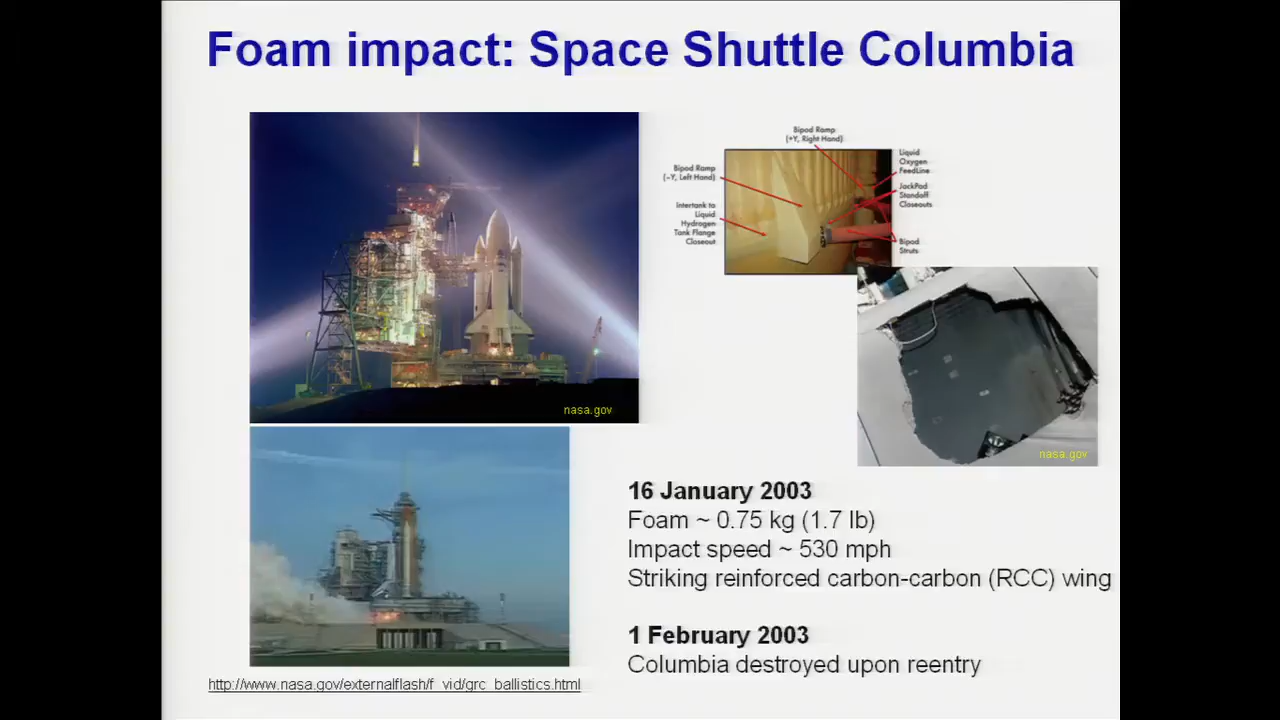 Foam impact: Space Shuttle Columbia
nasa.gov
Bipod Ramp
(+Y, Right Hand)
Bipod Ramp
(−Y, Left Hand)
Intertank to
Liquid
Hydrogen
Tank Flange
Closeout
Liquid
Oxygen
FeedLine
JackPad
Standoff
Closeouts
Bipod
Struts
nasa.gov
16 January 2003
Foam ~ 0.75 kg (1.7 lb)
Impact speed ~ 530 mph
Striking reinforced carbon-carbon (RCC) wing
1 February 2003
Columbia destroyed upon reentry
http://www.nasa.gov/externalflash/f_vid/grc_ballistics.html